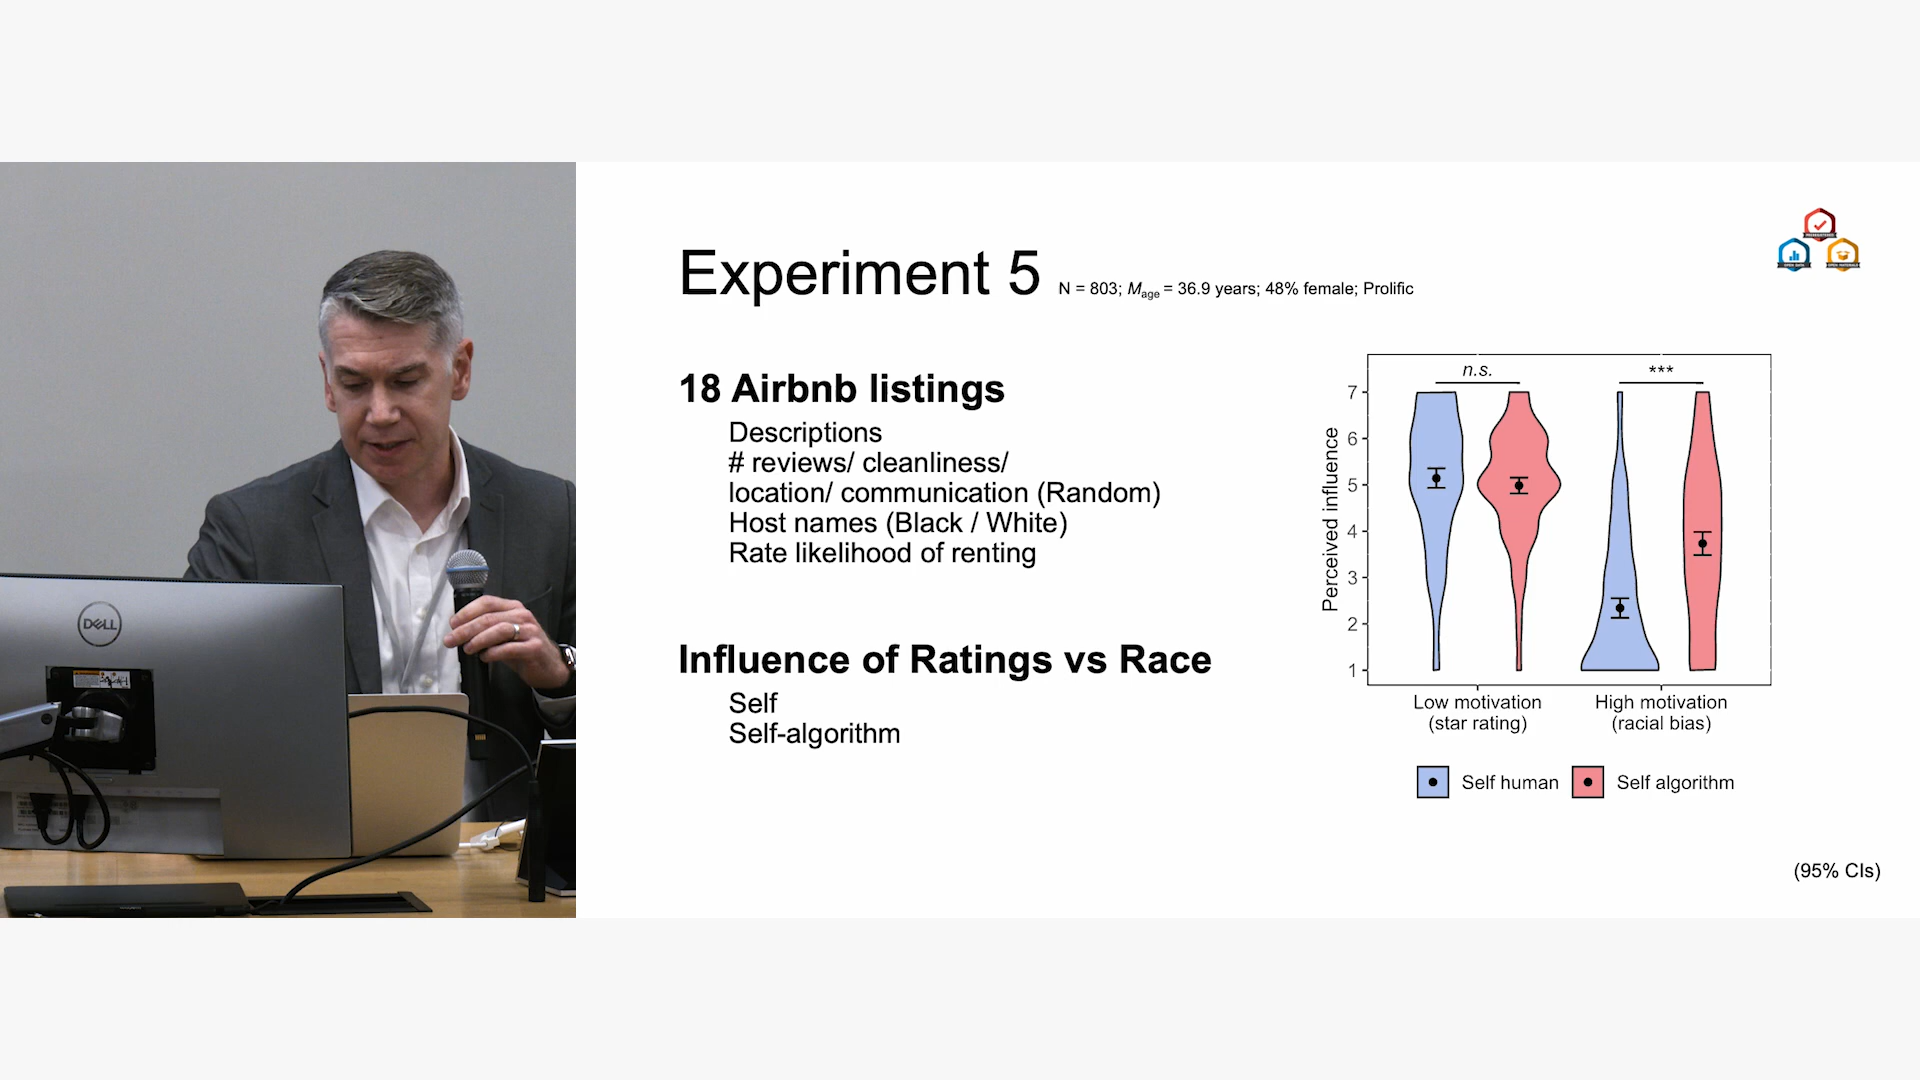 Experiment 5 N = 803; Mage = 36.9 years; 48% female; Prolific
18 Airbnb listings
Descriptions
# reviews/ cleanliness/
location/ communication (Random)
Host names (Black / White)
Rate likelihood of renting
Influence of Ratings vs Race
Self
Self-algorithm
n.s.
***
Perceived influence
7
6
5
4
3
2
1
Low motivation
(star rating)
High motivation
(racial bias)
Self human
Self algorithm
(95% CIs)
DELL